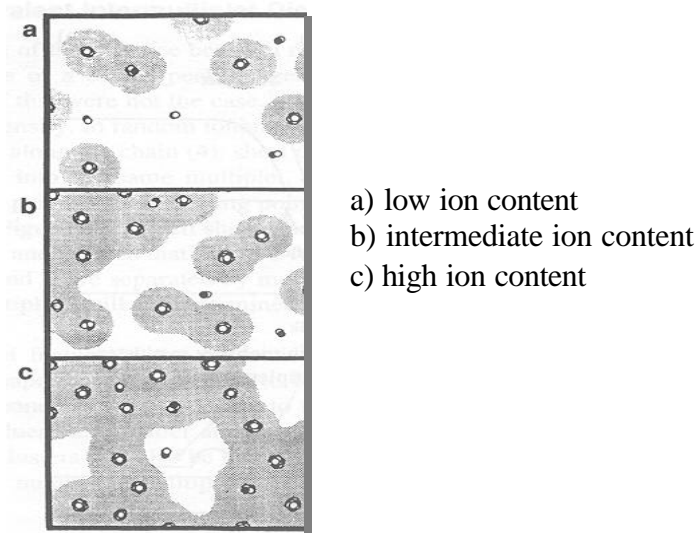 a
b
c
a) low ion content
b) intermediate ion content
c) high ion content